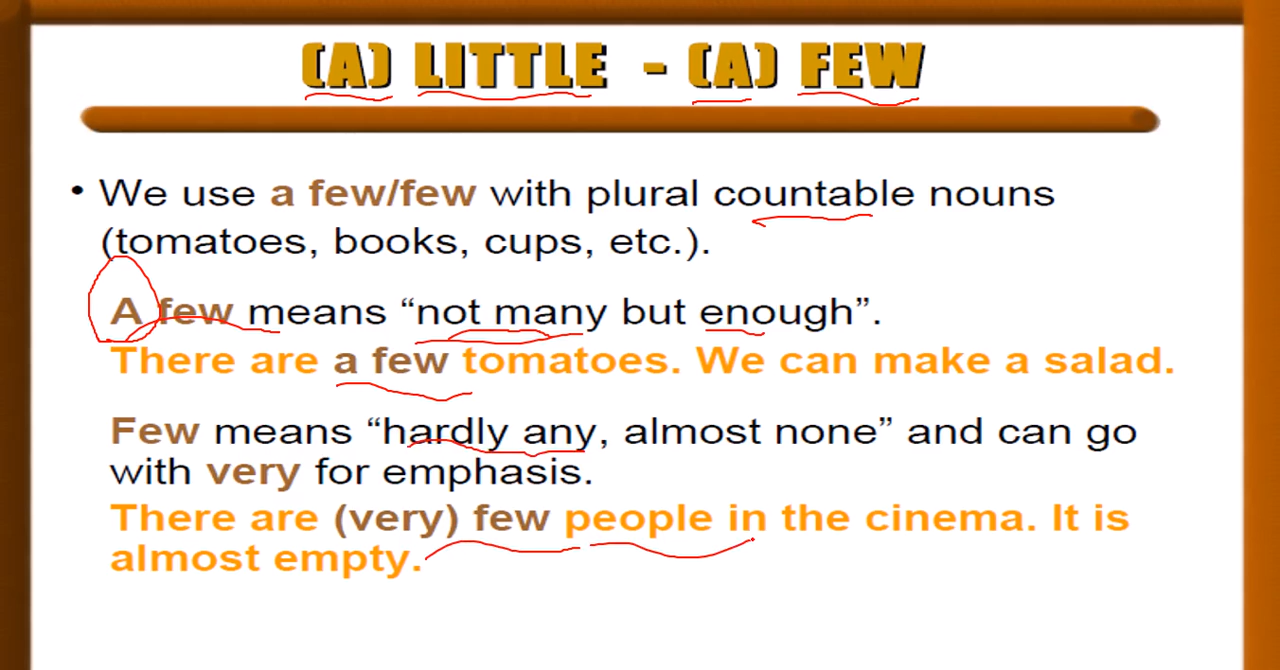 (A) LITTLE - (A) FEW
• We use a few/few with plural countable nouns
(tomatoes, books, cups, etc.).
A few means “not many but enough”.
There are a few tomatoes. We can make a salad.
Few means “hardly any, almost none” and can go
with very for emphasis.
There are (very) few people in the cinema. It is
almost empty.